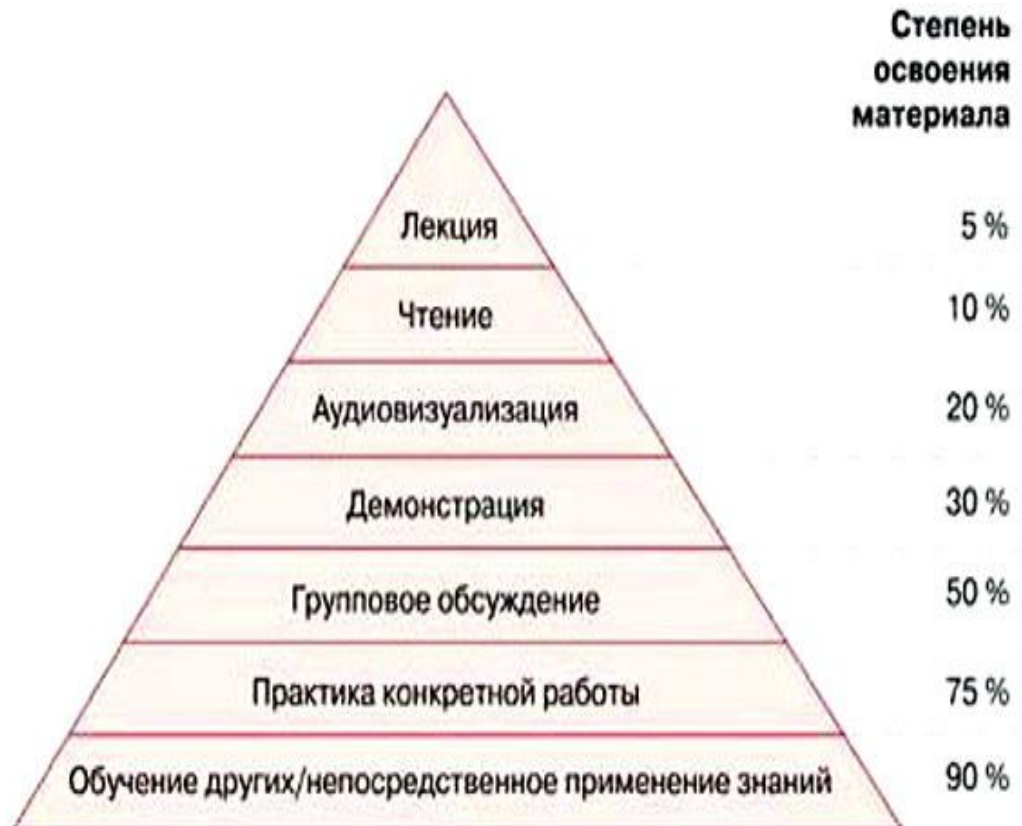 Степень
освоения
материала
Лекция 5 %
Чтение 10 %
Аудиовизуализация 20 %
Демонстрация 30 %
Групповое обсуждение 50 %
Практика конкретной работы 75 %
Обучение других/непосредственное применение знаний 90 %